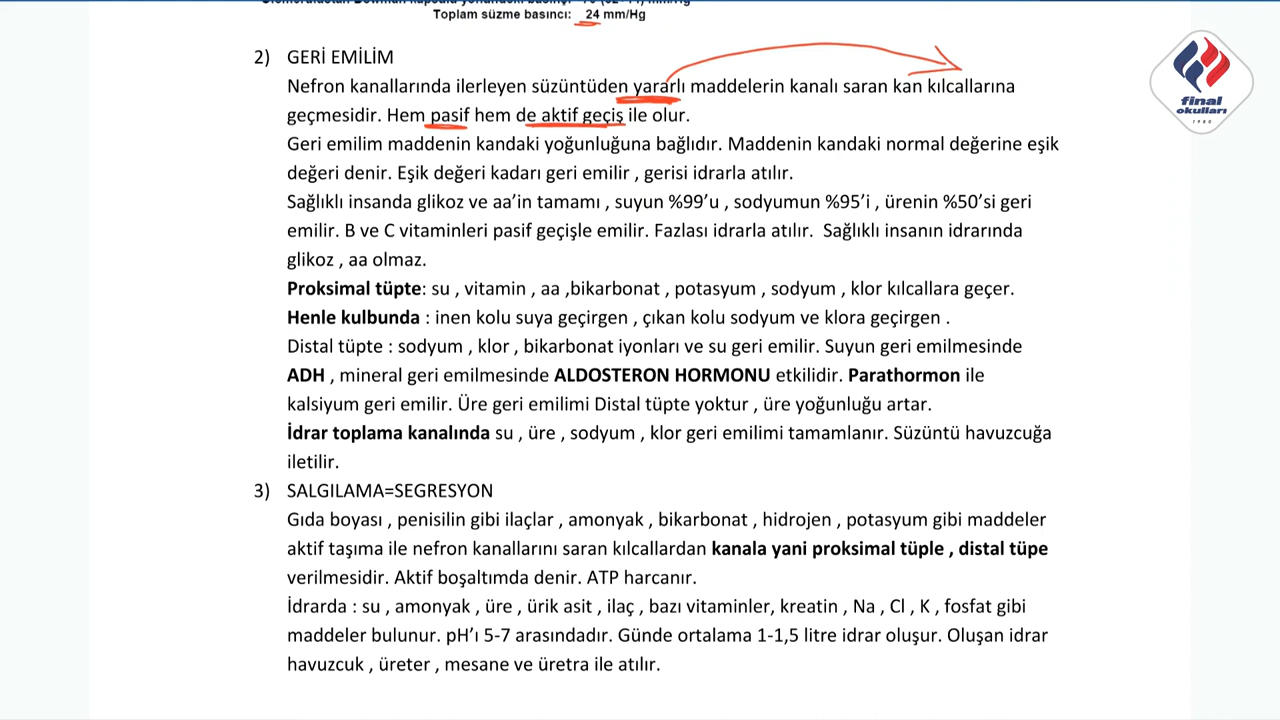 Toplam süzme basıncı: 24 mm/Hg
2) GERİ EMİLİM
Nefron kanallarında ilerleyen süzüntüden yararlı maddelerin kanalı saran kan kılcallarına
geçmesidir. Hem pasif hem de aktif geçiş ile olur.
Geri emilim maddenin kandaki yoğunluğuna bağlıdır. Maddenin kandaki normal değerine eşik
değeri denir. Eşik değeri kadarı geri emilir , gerisi idrarla atılır.
Sağlıklı insanda glikoz ve aa’in tamamı , suyun %99’u , sodyumun %95’i , ürenin %50’si geri
emilir. B ve C vitaminleri pasif geçişle emilir. Fazlası idrarla atılır. Sağlıklı insanın idrarında
glikoz , aa olmaz.
Proksimal tüpte: su , vitamin , aa ,bikarbonat , potasyum , sodyum , klor kılcallara geçer.
Henle kulbunda : inen kolu suya geçirgen , çıkan kolu sodyum ve klora geçirgen .
Distal tüpte : sodyum , klor , bikarbonat iyonları ve su geri emilir. Suyun geri emilmesinde
ADH , mineral geri emilmesinde ALDOSTERON HORMONU etkilidir. Parathormon ile
kalsiyum geri emilir. Üre geri emilimi Distal tüpte yoktur , üre yoğunluğu artar.
İdrar toplama kanalında su , üre , sodyum , klor geri emilimi tamamlanır. Süzüntü havuzcuğa
iletilir.
3) SALGILAMA=SEGRESYON
Gıda boyası , penisilin gibi ilaçlar , amonyak , bikarbonat , hidrojen , potasyum gibi maddeler
aktif taşıma ile nefron kanallarını saran kılcallardan kanala yani proksimal tüple , distal tüpe
verilmesidir. Aktif boşaltımda denir. ATP harcanır.
İdrarda : su , amonyak , üre , ürik asit , ilaç , bazı vitaminler, kreatin , Na , Cl , K , fosfat gibi
maddeler bulunur. pH’ı 5-7 arasındadır. Günde ortalama 1-1,5 litre idrar oluşur. Oluşan idrar
havuzcuk , üreter , mesane ve üretra ile atılır.
final
okulları
1980